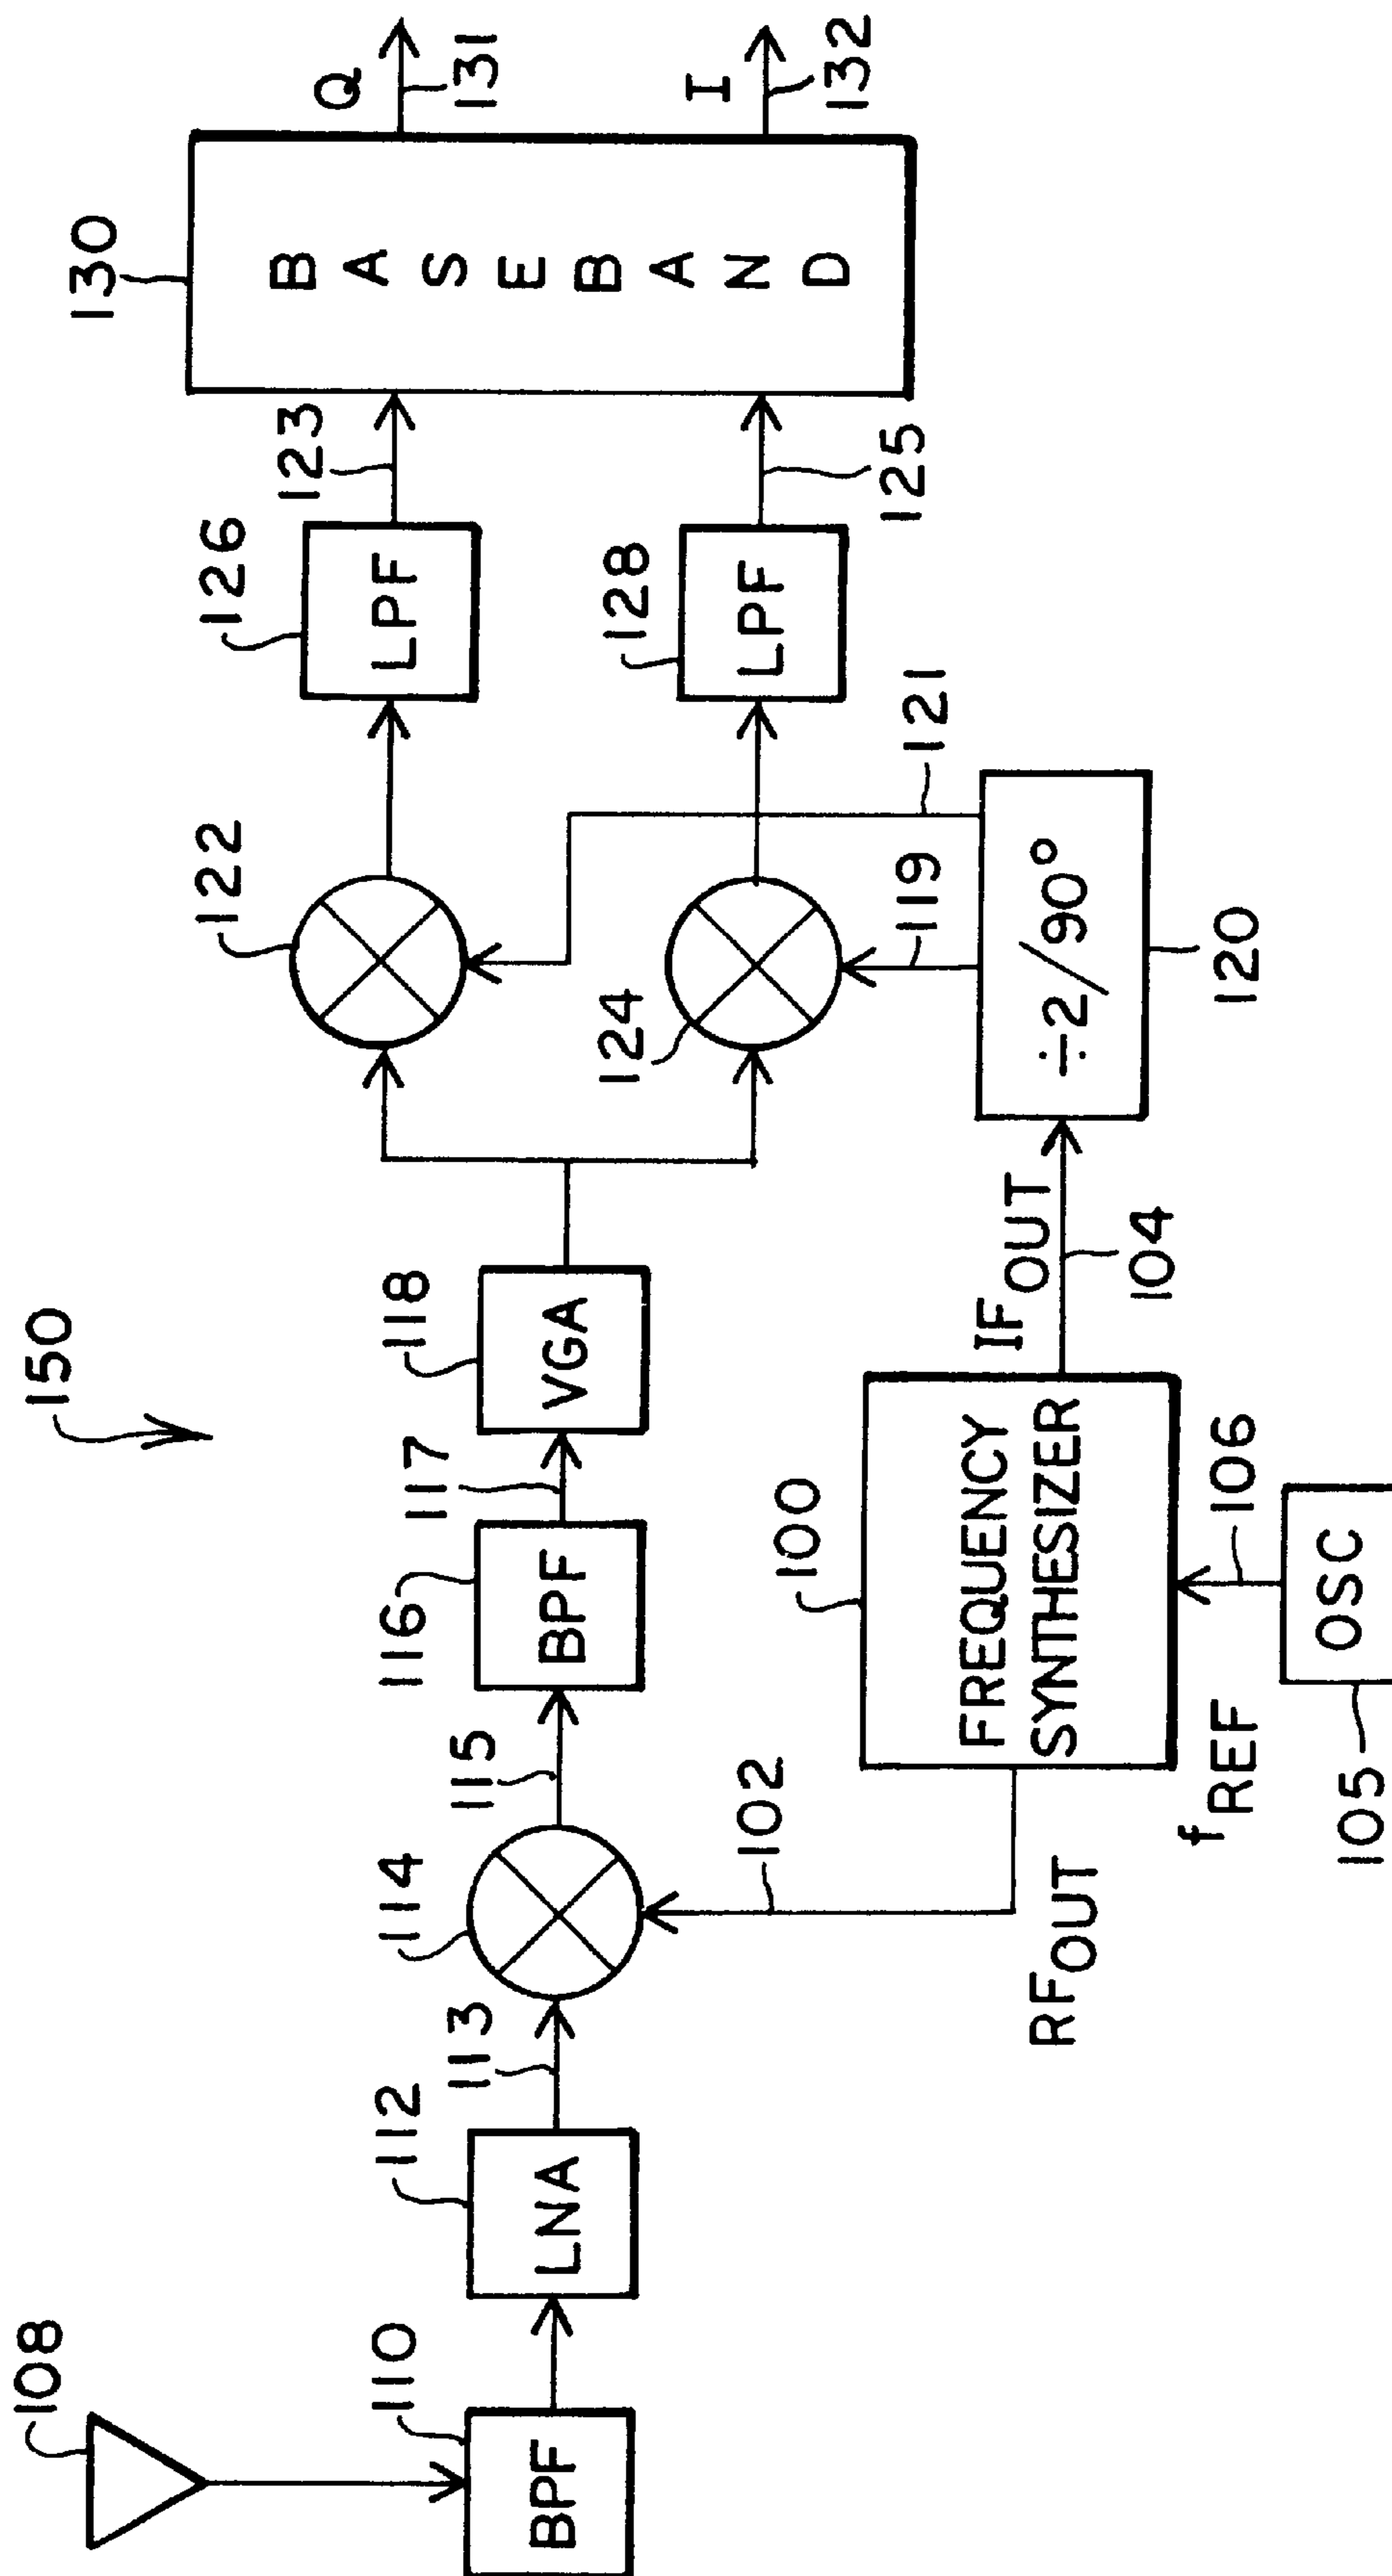 150
108
110
BPF
112
LNA
113
114
115
116
BPF
117
118
VGA
122
124
126
LPF
123
128
LPF
125
130
BASEBAND
Q
131
I
132
102
RF OUT
100
FREQUENCY
SYNTHESIZER
IF OUT
104
119
121
÷2/90°
120
f REF
106
105
OSC